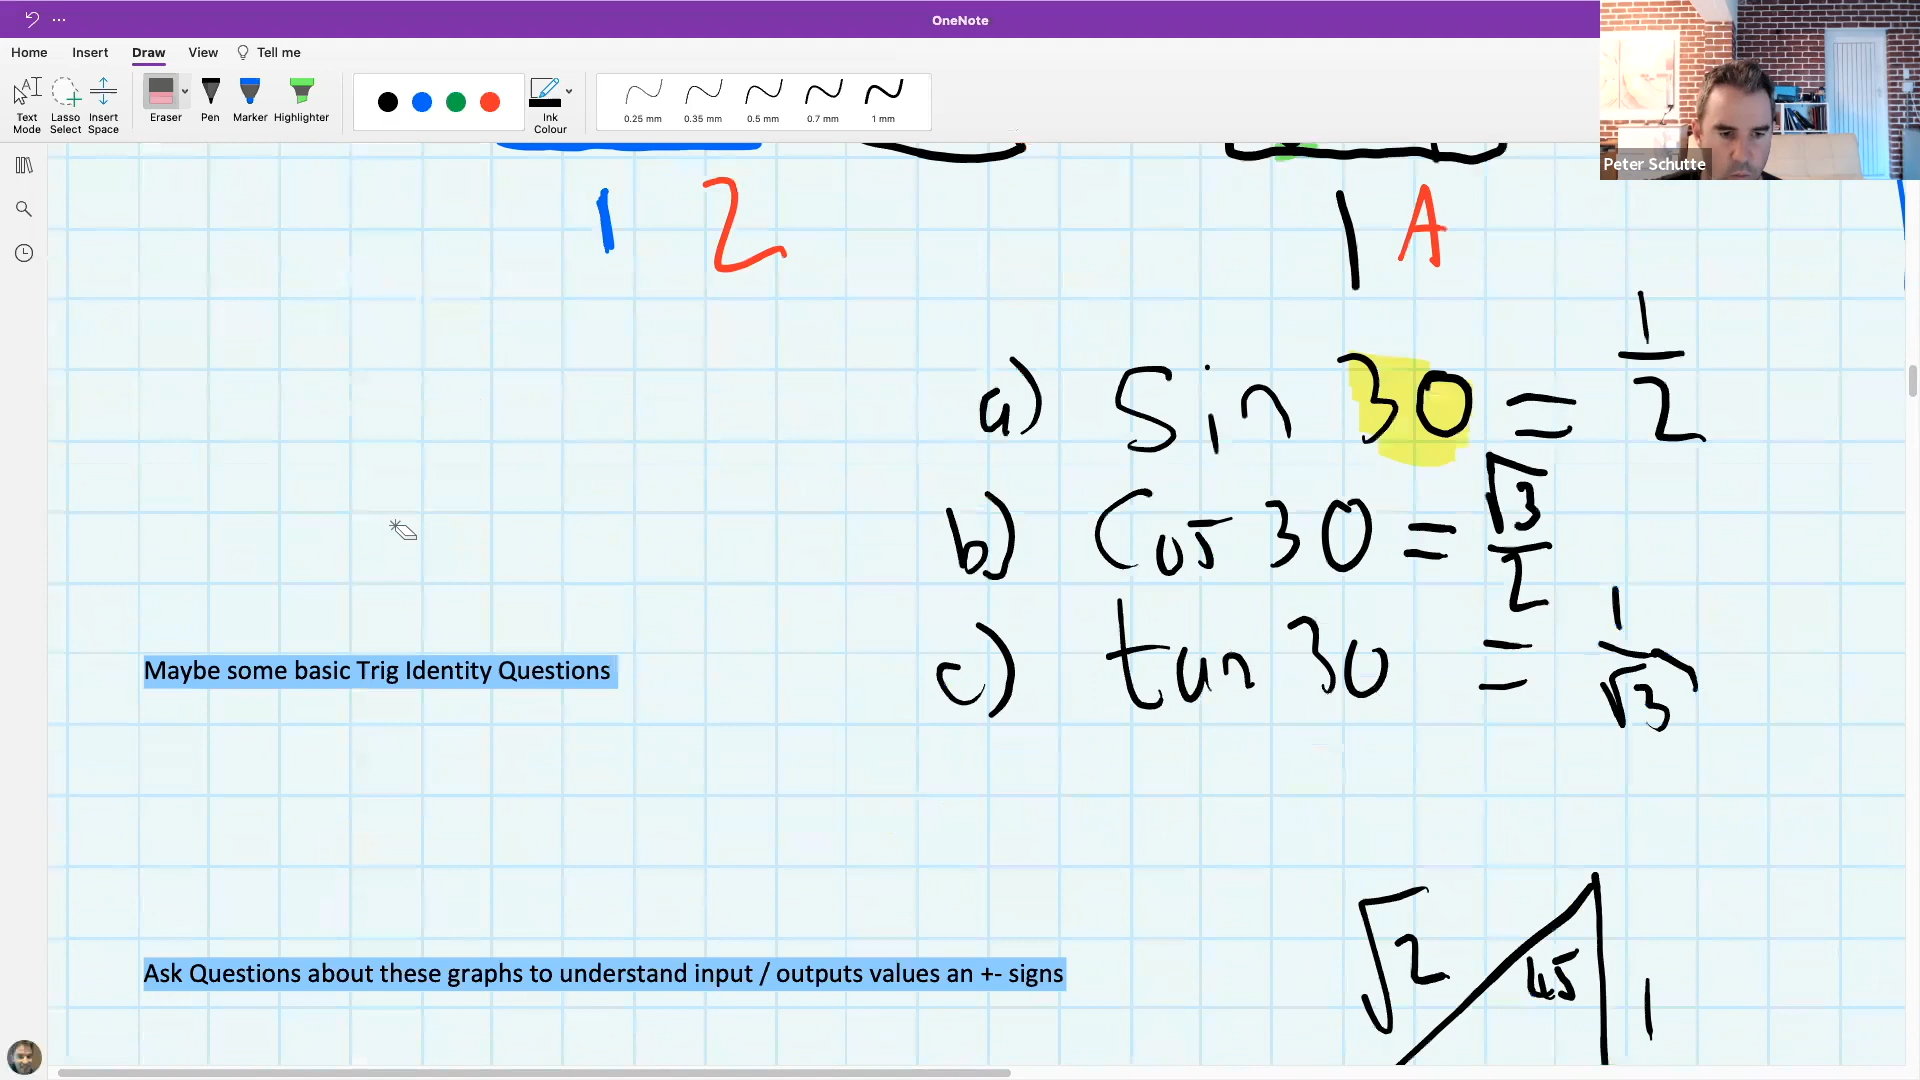 OneNote
Home Insert Draw View Tell me
Text Mode
Lasso Select
Insert Space
Eraser
Pen
Marker
Highlighter
Ink Colour
0.25 mm
0.35 mm
0.5 mm
0.7 mm
1 mm
Peter Schutte
1 2
1 A
a) Sin 30 = 1/2
b) Cos 30 = √3/2
c) tan 30 = 1/√3
Maybe some basic Trig Identity Questions
Ask Questions about these graphs to understand input / outputs values an +- signs
√2 45 1